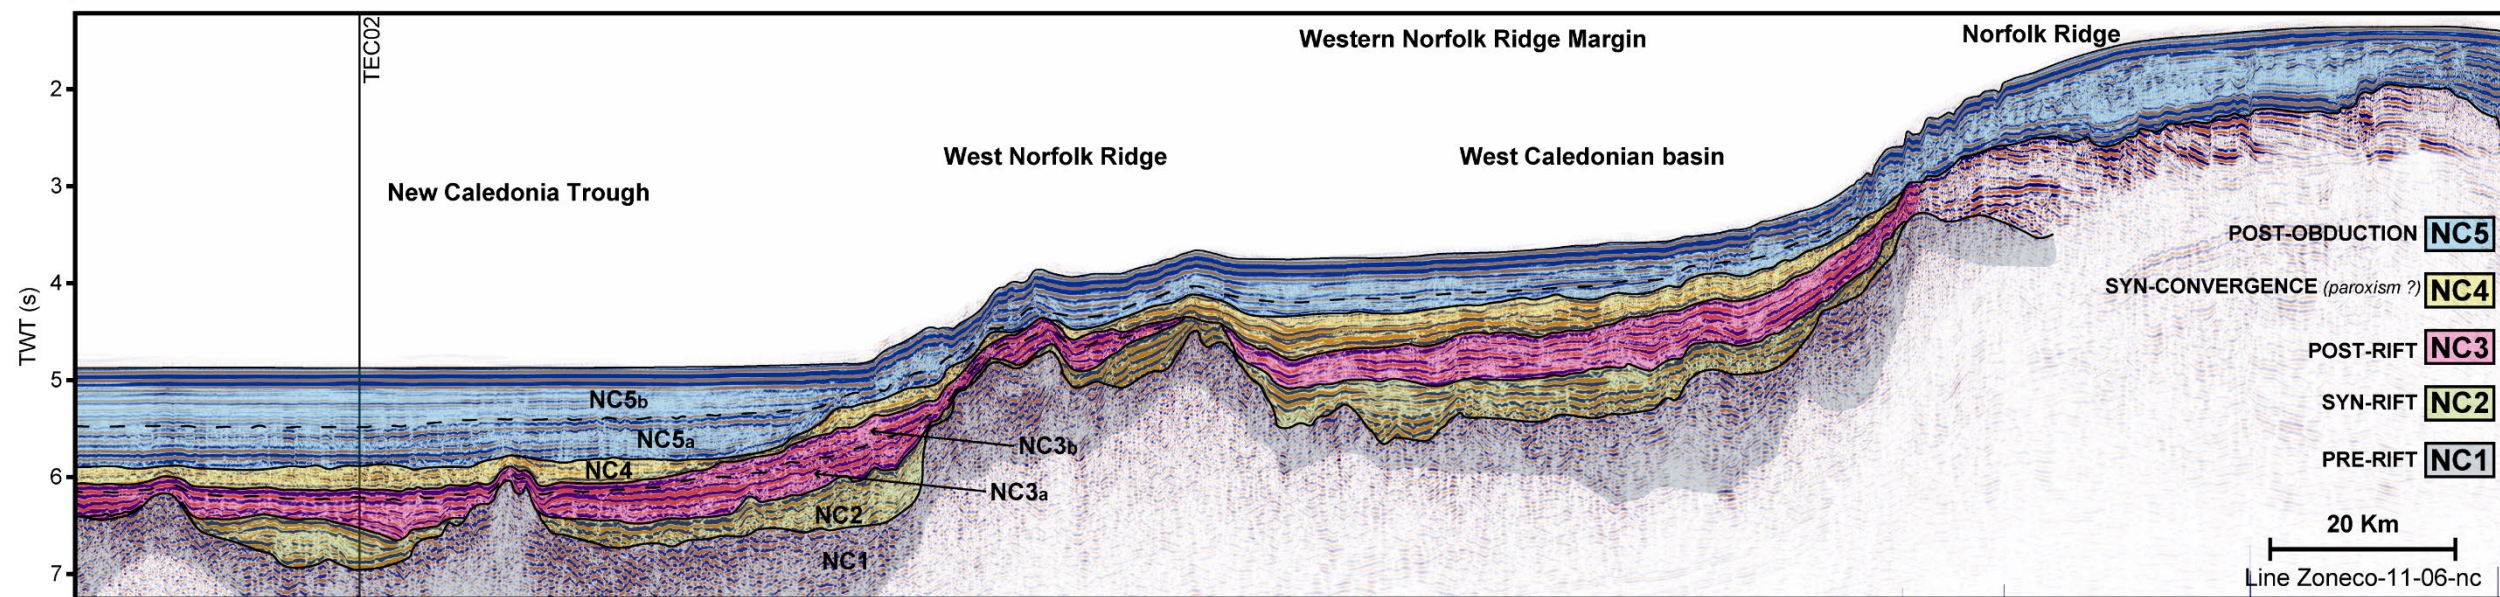 TEC02
Western Norfolk Ridge Margin
Norfolk Ridge
2
West Norfolk Ridge
West Caledonian basin
3
New Caledonia Trough
POST-OBDUCTION NC5
4
SYN-CONVERGENCE (paroxism ?) NC4
TWT (s)
POST-RIFT NC3
5
NC5b
SYN-RIFT NC2
NC5a
NC3b
PRE-RIFT NC1
NC4
6
NC3a
NC2
20 Km
NC1
7
Line Zoneco-11-06-nc